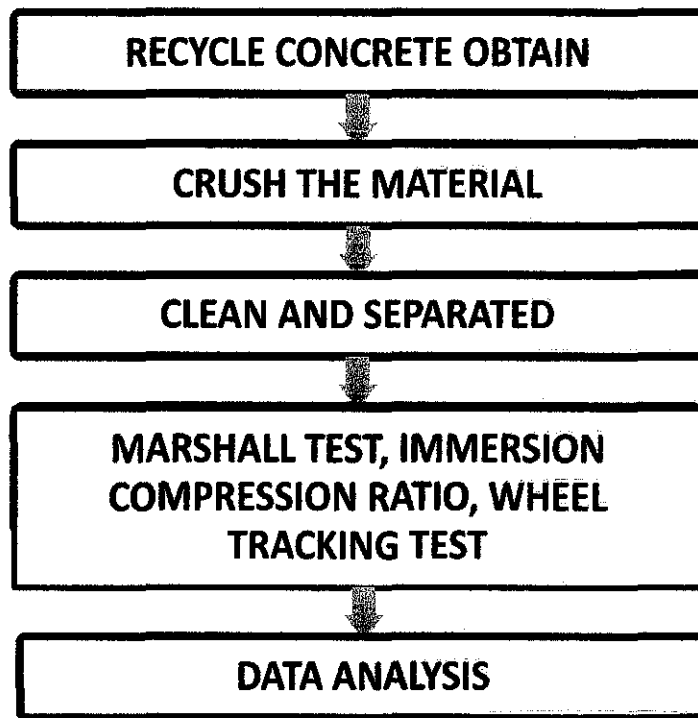 RECYCLE CONCRETE OBTAIN
CRUSH THE MATERIAL
CLEAN AND SEPARATED
MARSHALL TEST, IMMERSION
COMPRESSION RATIO, WHEEL
TRACKING TEST
DATA ANALYSIS